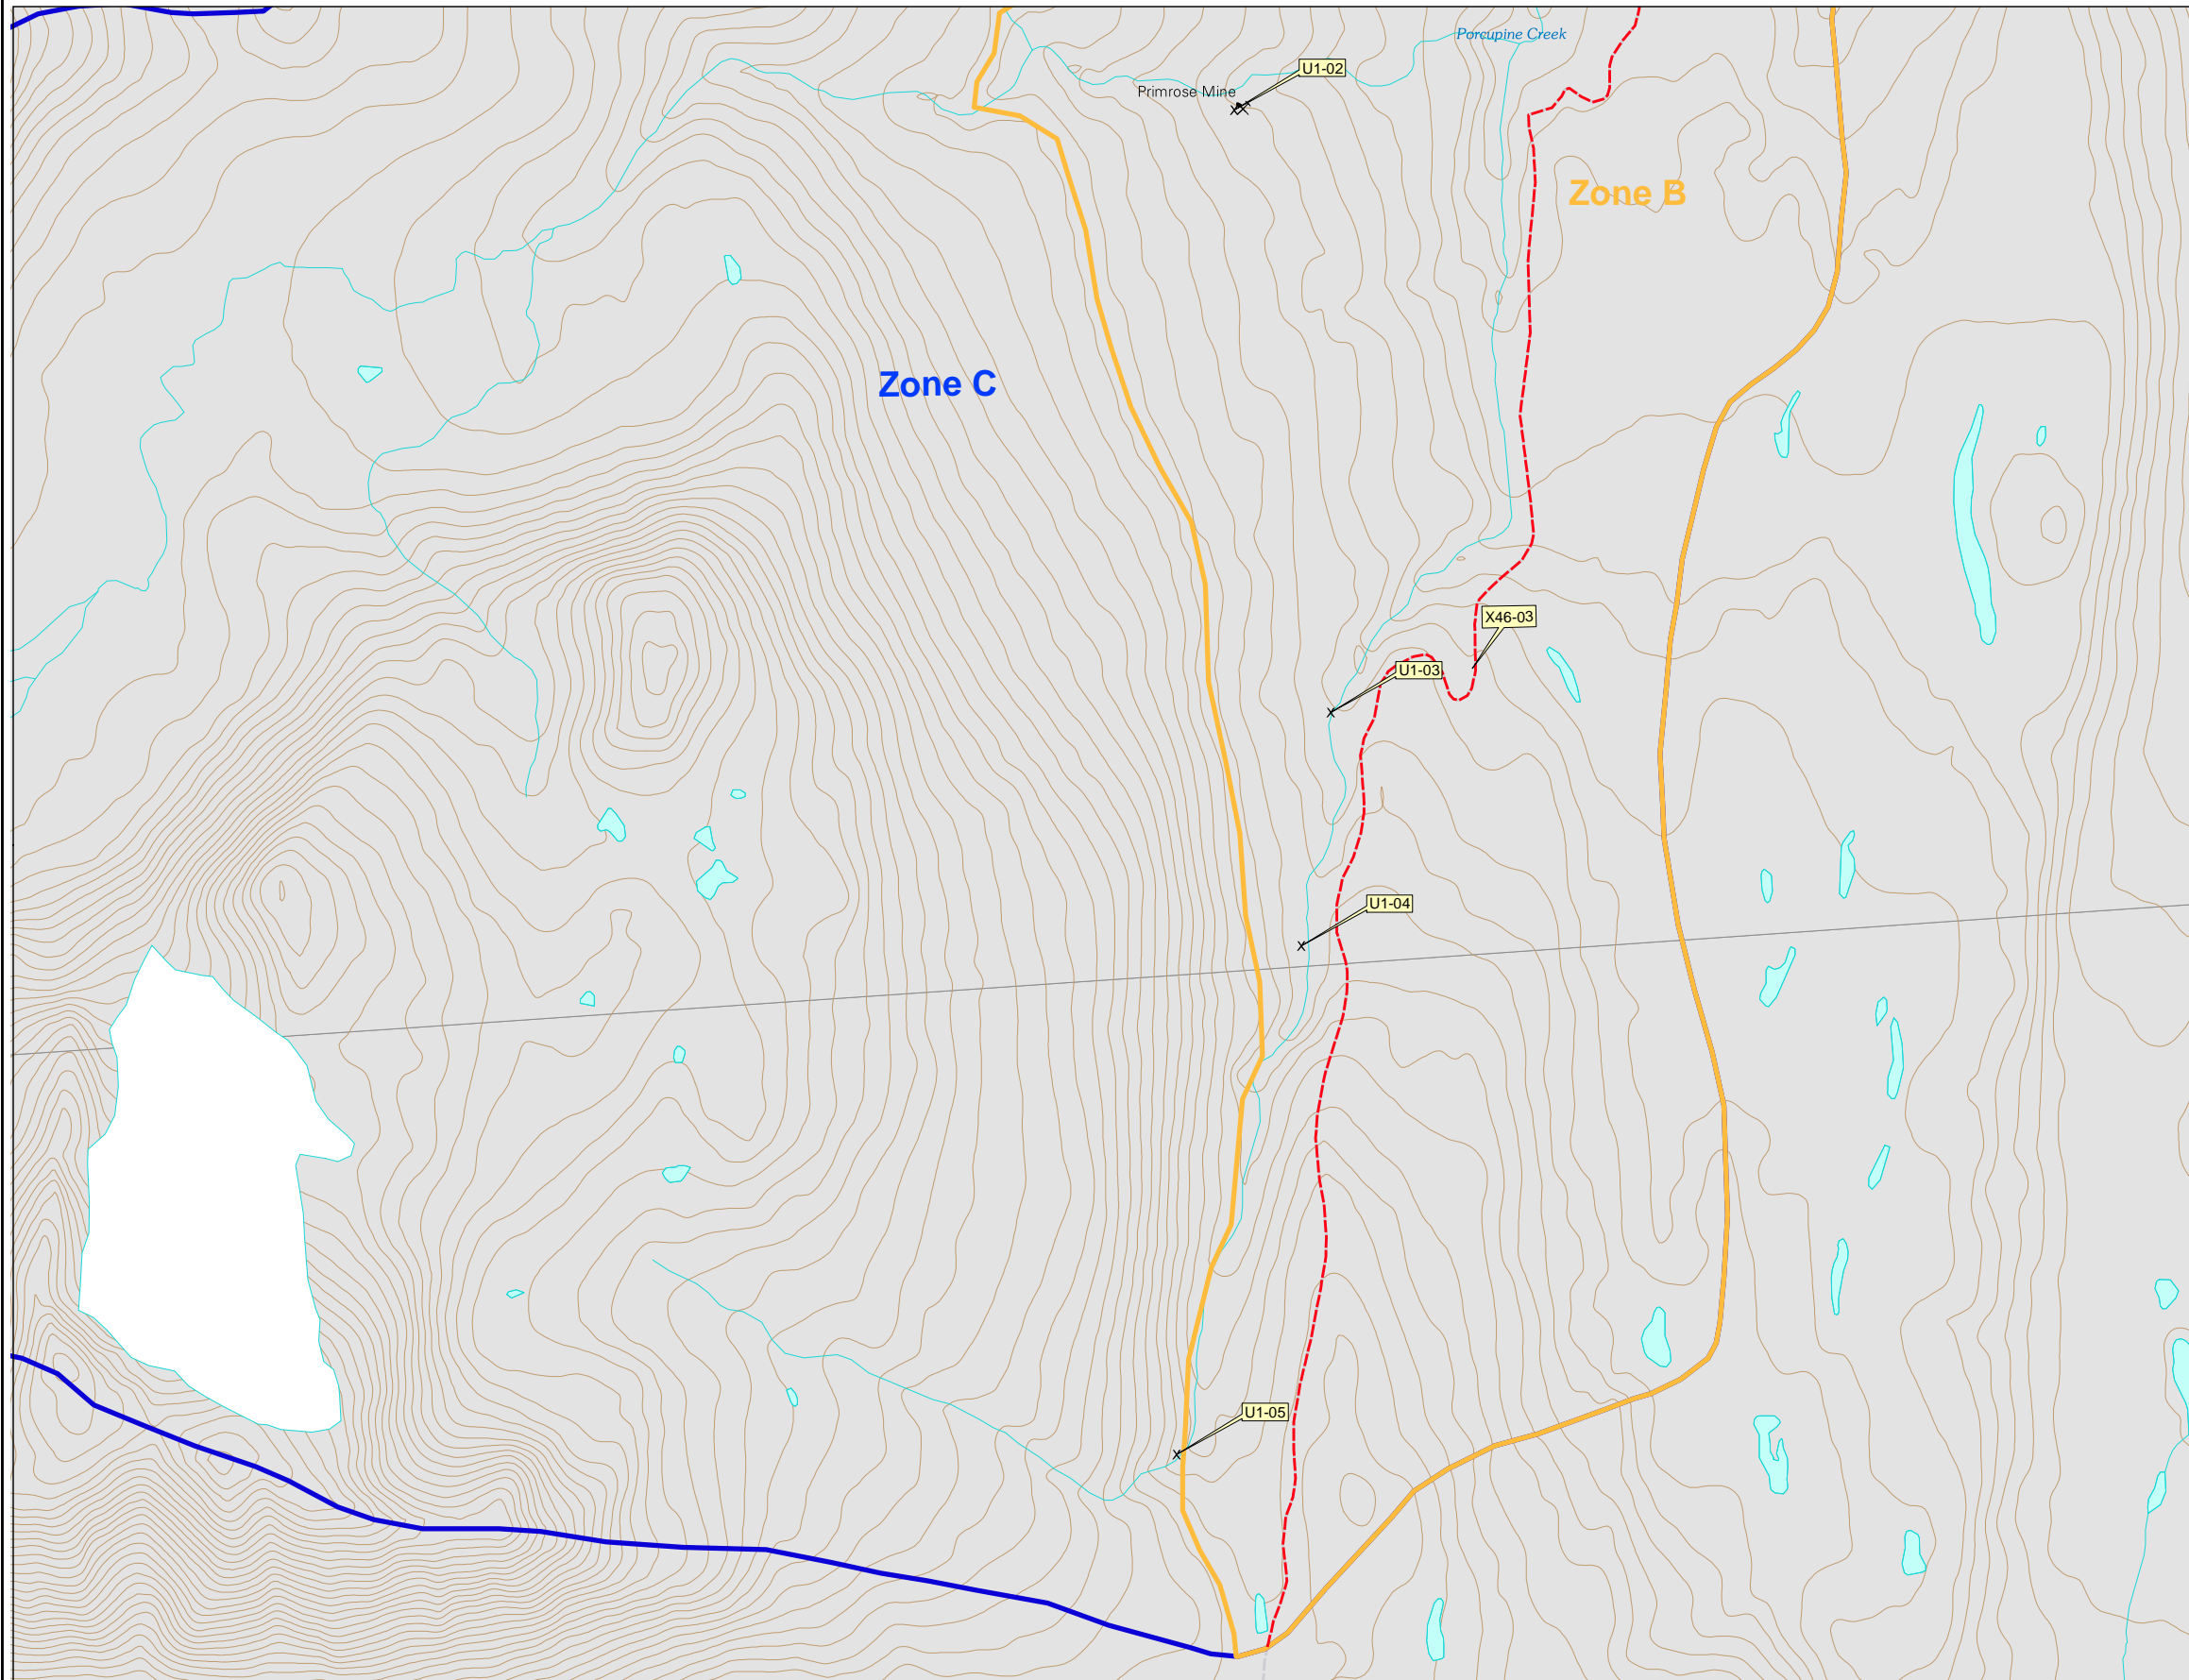 Porcupine Creek
U1-02
Primrose Mine
Zone B
Zone C
X46-03
U1-03
U1-04
U1-05